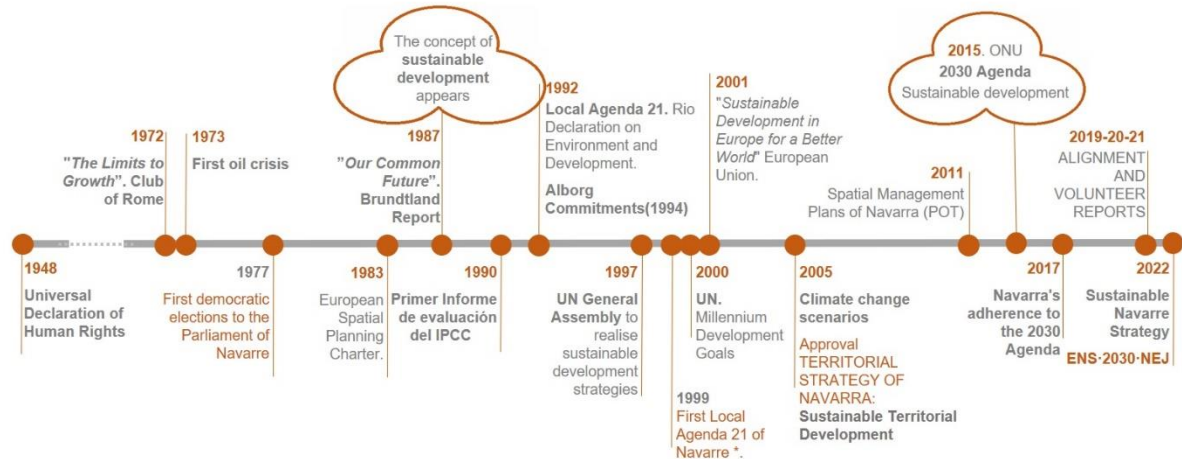 The concept of
sustainable
development
appears
2015. ONU
2030 Agenda
Sustainable development
1972
"The Limits to
Growth". Club
of Rome
1973
First oil crisis
1987
"Our Common
Future".
Brundtland
Report
1992
Local Agenda 21. Rio
Declaration on
Environment and
Development.
Alborg
Commitments(1994)
2001
"Sustainable
Development in
Europe for a Better
World" European
Union.
2011
Spatial Management
Plans of Navarra (POT)
2019-20-21
ALIGNMENT
AND
VOLUNTEER
REPORTS
1948
Universal
Declaration of
Human Rights
1977
First democratic
elections to the
Parliament of
Navarre
1983
European
Spatial
Planning
Charter.
1990
Primer Informe
de evaluación
del IPCC
1997
UN General
Assembly to
realise
sustainable
development
strategies
1999
First Local
Agenda 21 of
Navarre *.
2000
UN.
Millennium
Development
Goals
2005
Climate change
scenarios
Approval
TERRITORIAL
STRATEGY OF
NAVARRA:
Sustainable Territorial
Development
2017
Navarra's
adherence to
the 2030
Agenda
2022
Sustainable
Navarre
Strategy
ENS·2030·NEJ